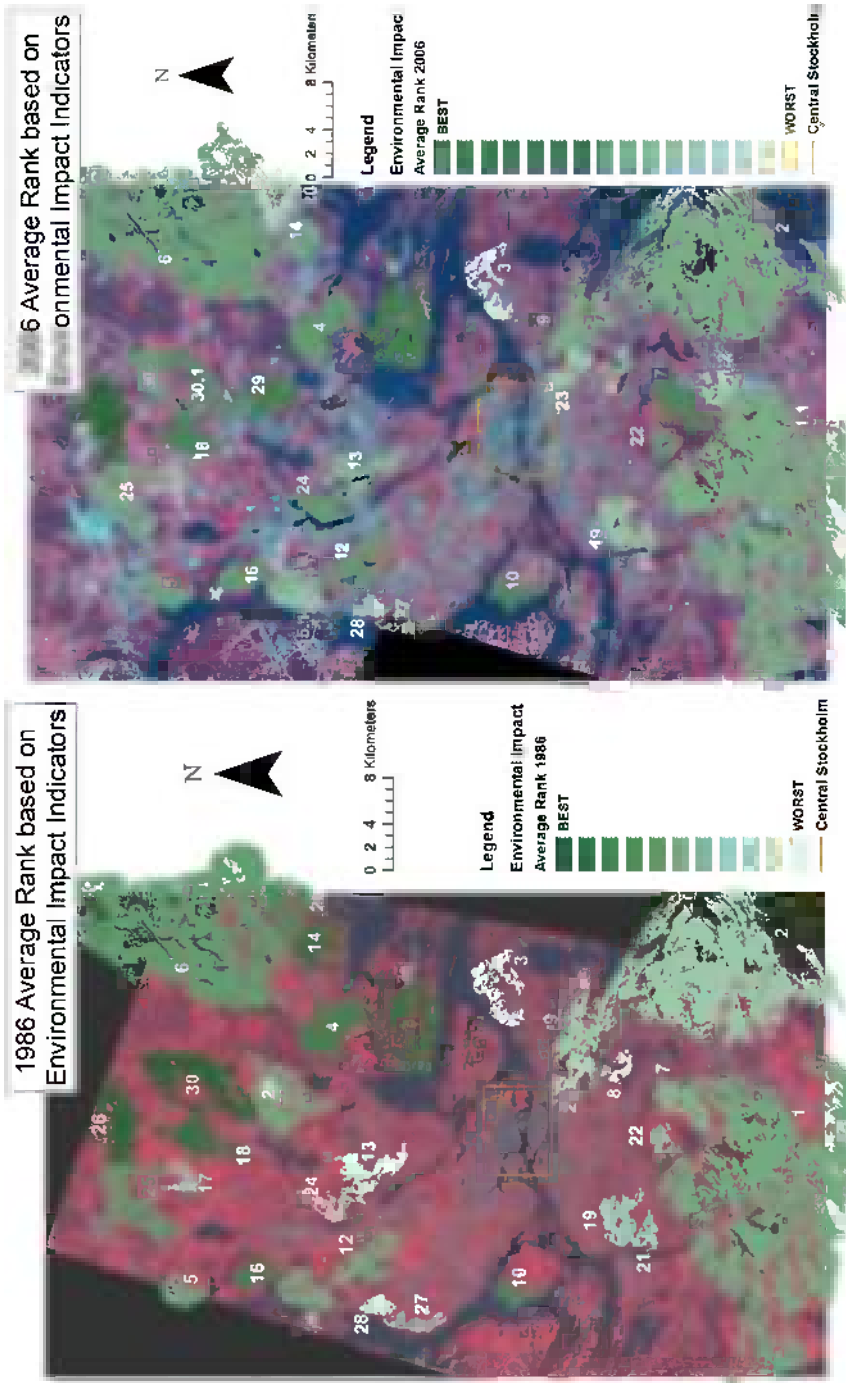 1986 Average Rank based on
Environmental Impact Indicators
N
0 2 4 8 Kilometers
Legend
Environmental Impact
Average Rank 1986
BEST
WORST
Central Stockholm
26
30
6
14
4
2
18
17
5
16
24
13
12
28
27
10
3
2
8
7
22
19
21
1
6 Average Rank based on
onmental Impact Indicators
N
0 2 4 8 Kilometers
Legend
Environmental Impac
Average Rank 2006
BEST
WORST
Central Stockholm
6
14
4
30.1
29
18
25
24
13
12
16
28
10
3
9
23
22
19
2